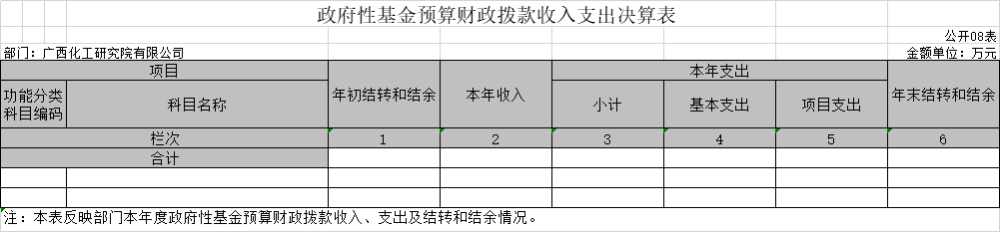 政府性基金预算财政拨款收入支出决算表
公开08表
部门：广西化工研究院有限公司 金额单位：万元
项目 年初结转和结余 本年收入 本年支出 年末结转和结余
功能分类科目编码 科目名称 小计 基本支出 项目支出
栏次 1 2 3 4 5 6
合计
注：本表反映部门本年度政府性基金预算财政拨款收入、支出及结转和结余情况。